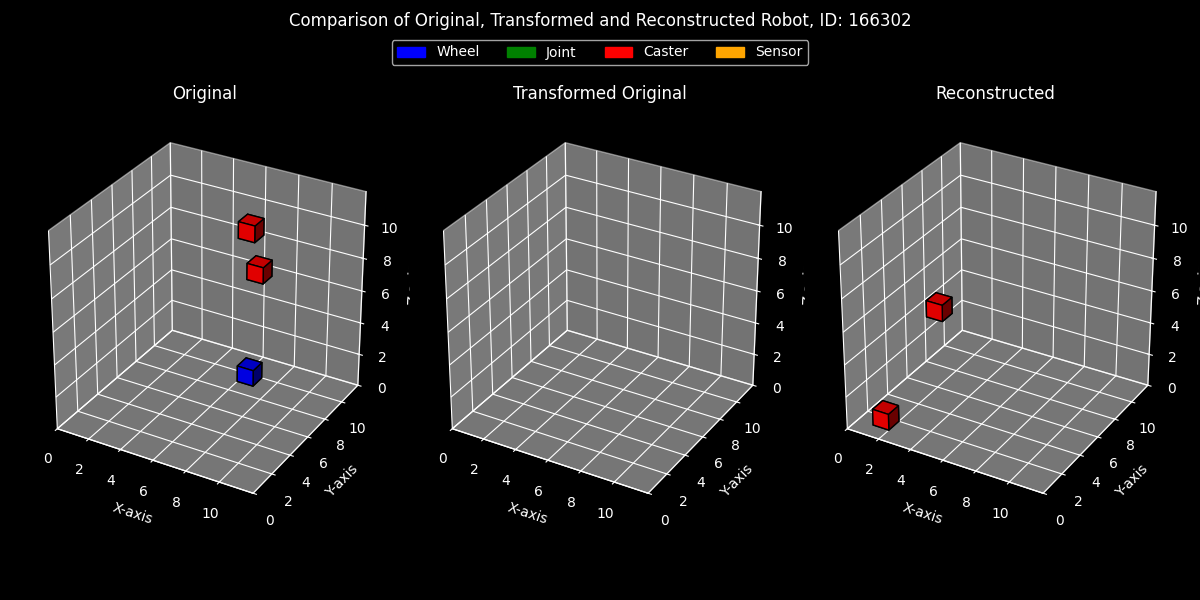 Comparison of Original, Transformed and Reconstructed Robot, ID: 166302
Wheel Joint Caster Sensor
Original
Transformed Original
Reconstructed
0 2 4 6 8 10
X-axis
0 2 4 6 8 10
Y-axis
0 2 4 6 8 10
0 2 4 6 8 10
X-axis
0 2 4 6 8 10
Y-axis
0 2 4 6 8 10
0 2 4 6 8 10
X-axis
0 2 4 6 8 10
Y-axis
0 2 4 6 8 10